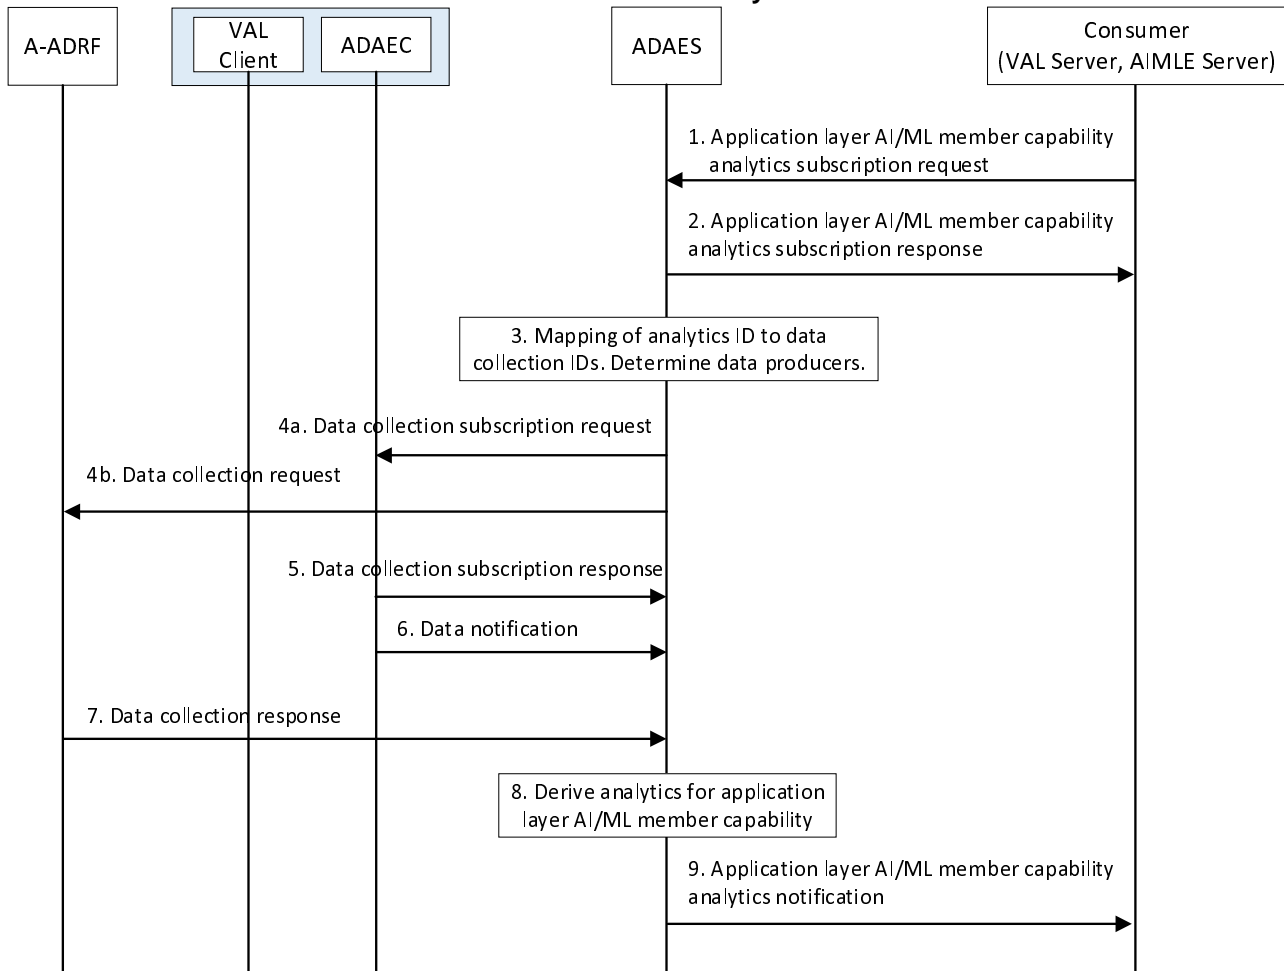 A-ADRF
VAL
Client
ADAEC
ADAES
Consumer
(VAL Server, AIMLE Server)
1. Application layer AI/ML member capability
analytics subscription request
2. Application layer AI/ML member capability
analytics subscription response
3. Mapping of analytics ID to data
collection IDs. Determine data producers.
4a. Data collection subscription request
4b. Data collection request
5. Data collection subscription response
6. Data notification
7. Data collection response
8. Derive analytics for application
layer AI/ML member capability
9. Application layer AI/ML member capability
analytics notification